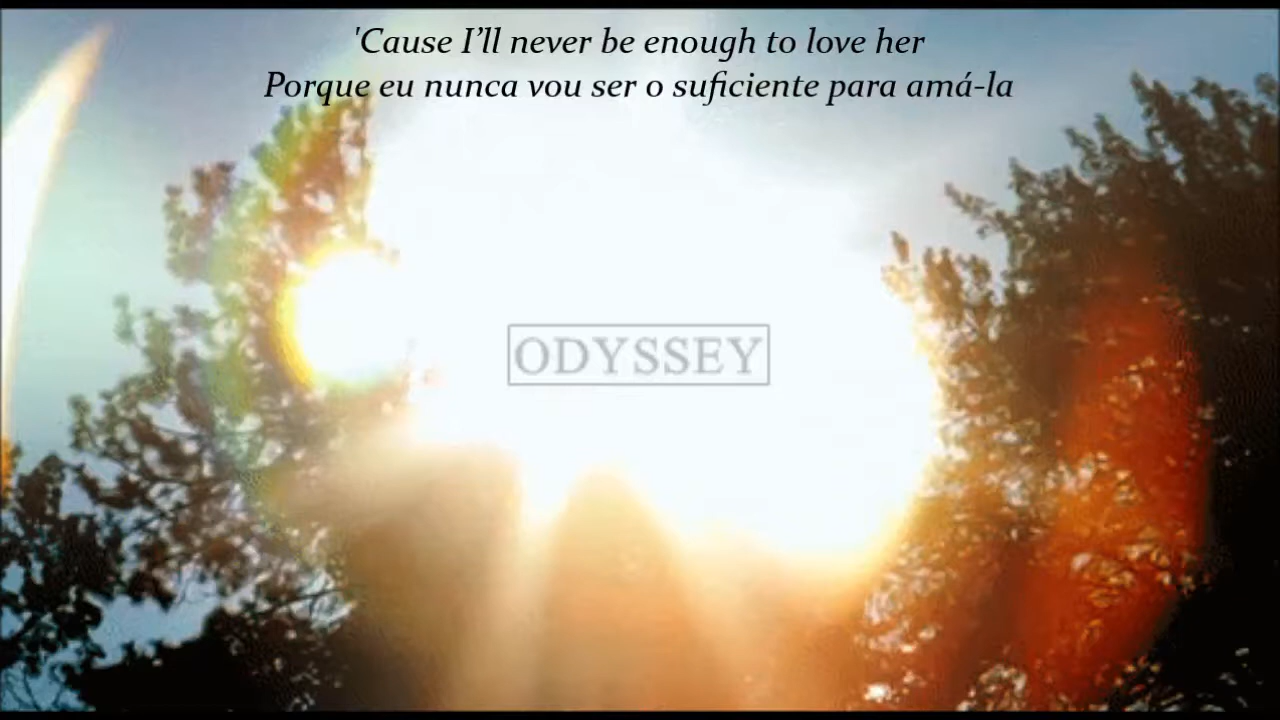 'Cause I’ll never be enough to love her
Porque eu nunca vou ser o suficiente para amá-la
ODYSSEY